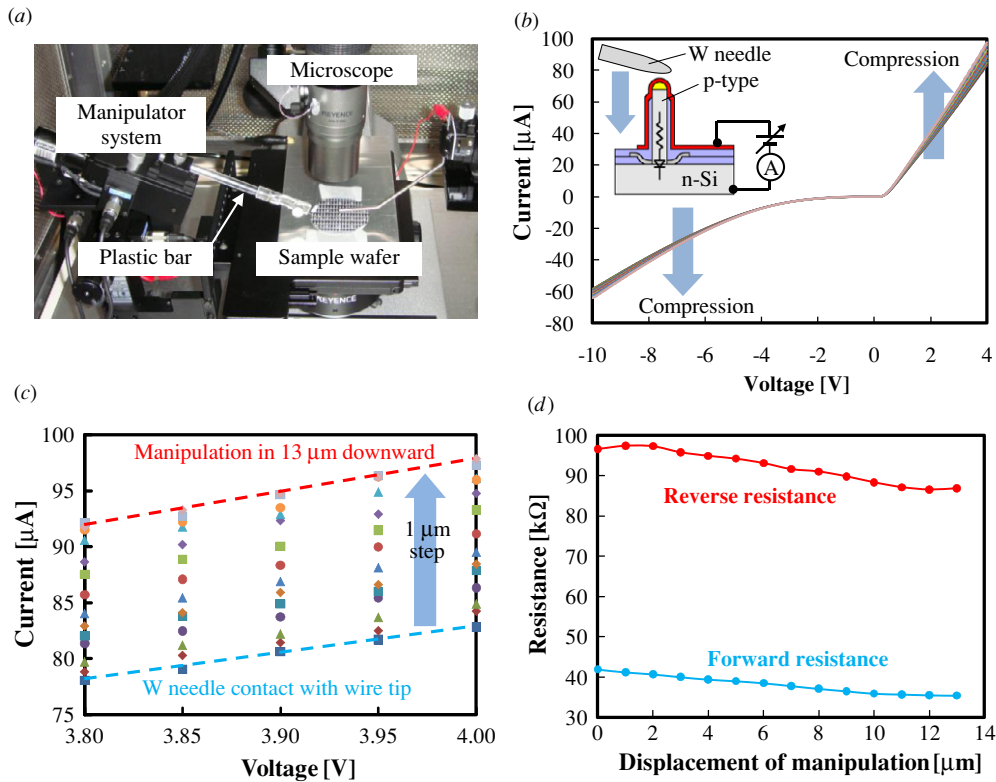 (a)
Microscope
Manipulator
system
KEYENCE
Plastic bar
Sample wafer
KEYENCE
(b)
100
80
60
40
20
0
-20
-40
-60
-80
Current [μA]
W needle
p-type
n-Si
A
Compression
Compression
-10
-8
-6
-4
-2
0
2
4
Voltage [V]
(c)
100
95
90
85
80
75
Current [μA]
Manipulation in 13 μm downward
1 μm
step
W needle contact with wire tip
3.80
3.85
3.90
3.95
4.00
Voltage [V]
(d)
100
90
80
70
60
50
40
30
Resistance [kΩ]
Reverse resistance
Forward resistance
0
2
4
6
8
10
12
14
Displacement of manipulation [μm]